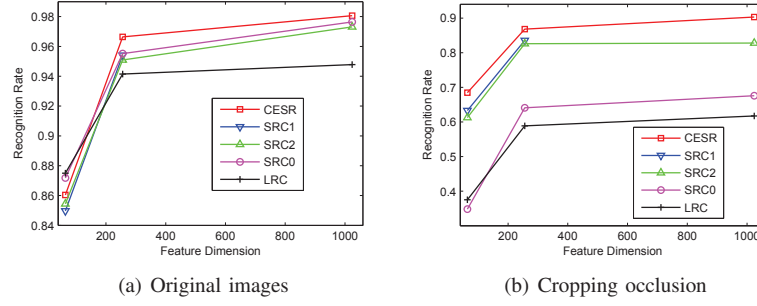 0.98
0.96
0.94
0.92
0.9
0.88
0.86
0.84
Recognition Rate
200
400
600
800
1000
Feature Dimension
CESR
SRC1
SRC2
SRC0
LRC
(a) Original images
0.9
0.8
0.7
0.6
0.5
0.4
Recognition Rate
200
400
600
800
1000
Feature Dimension
CESR
SRC1
SRC2
SRC0
LRC
(b) Cropping occlusion